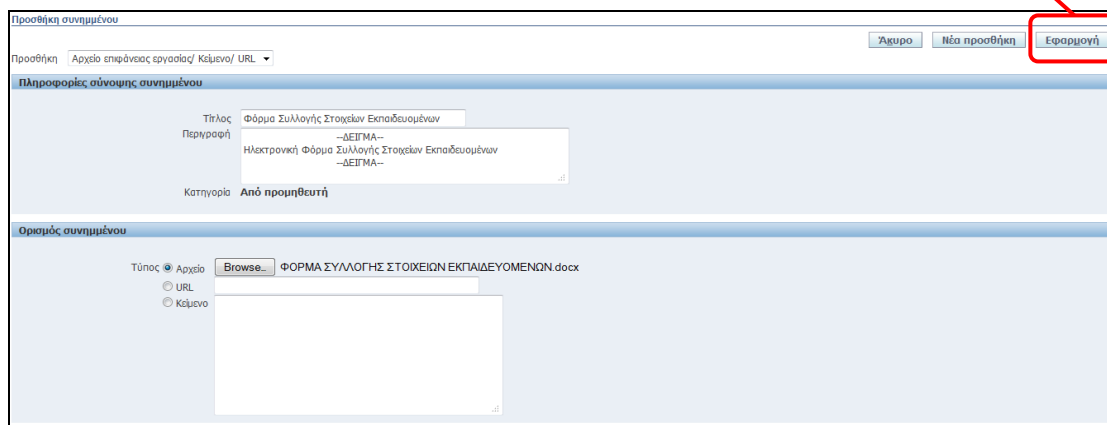 Προσθήκη συνημμένου
Άκυρο Νέα προσθήκη Εφαρμογή
Προσθήκη Αρχείο επιφάνειας εργασίας/ Κείμενο/ URL
Πληροφορίες σύνοψης συνημμένου
Τίτλος Φόρμα Συλλογής Στοιχείων Εκπαιδευομένων
Περιγραφή --ΔΕΙΓΜΑ--
Ηλεκτρονική Φόρμα Συλλογής Στοιχείων Εκπαιδευομένων
--ΔΕΙΓΜΑ--
Κατηγορία Από προμηθευτή
Ορισμός συνημμένου
Τύπος Αρχείο Browse_ ΦΟΡΜΑ ΣΥΛΛΟΓΗΣ ΣΤΟΙΧΕΙΩΝ ΕΚΠΑΙΔΕΥΟΜΕΝΩΝ.docx
URL
Κείμενο